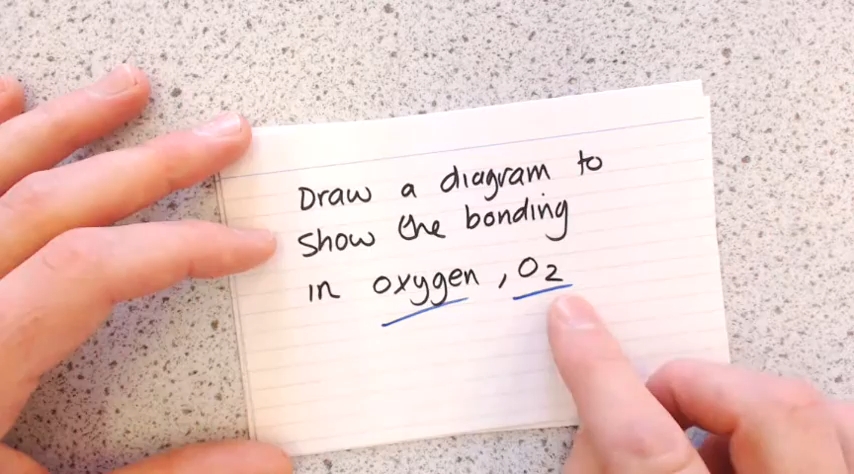 Draw a diagram to
Show the bonding
in oxygen, O₂